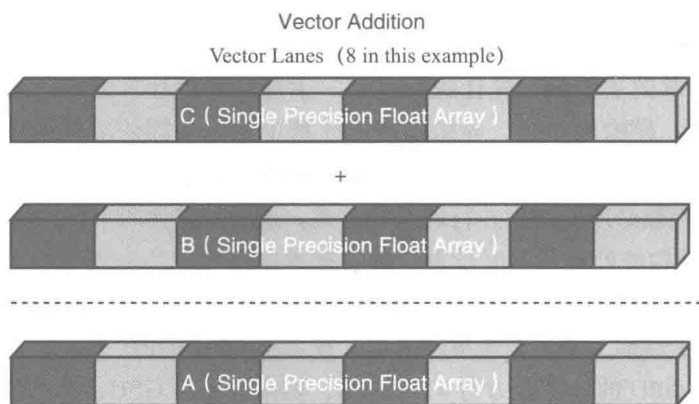 Vector Addition
Vector Lanes (8 in this example)
C ( Single Precision Float Array )
+
B ( Single Precision Float Array )
A ( Single Precision Float Array )